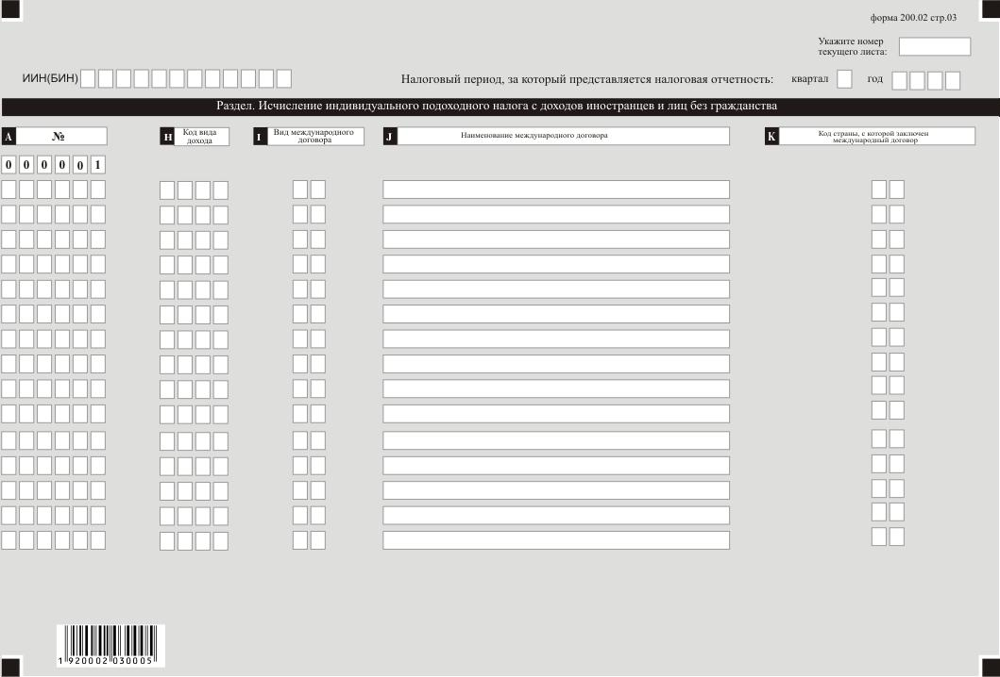 форма 200.02 стр.03
Укажите номер
текущего листа:
ИИН(БИН)
Налоговый период, за который представляется налоговая отчетность: квартал год
Раздел. Исчисление индивидуального подоходного налога с доходов иностранцев и лиц без гражданства
A №
H Код вида
дохода
I Вид международного
договора
J Наименование международного договора
K Код страны, с которой заключен
международный договор
0 0 0 0 0 1
1 920002 030005